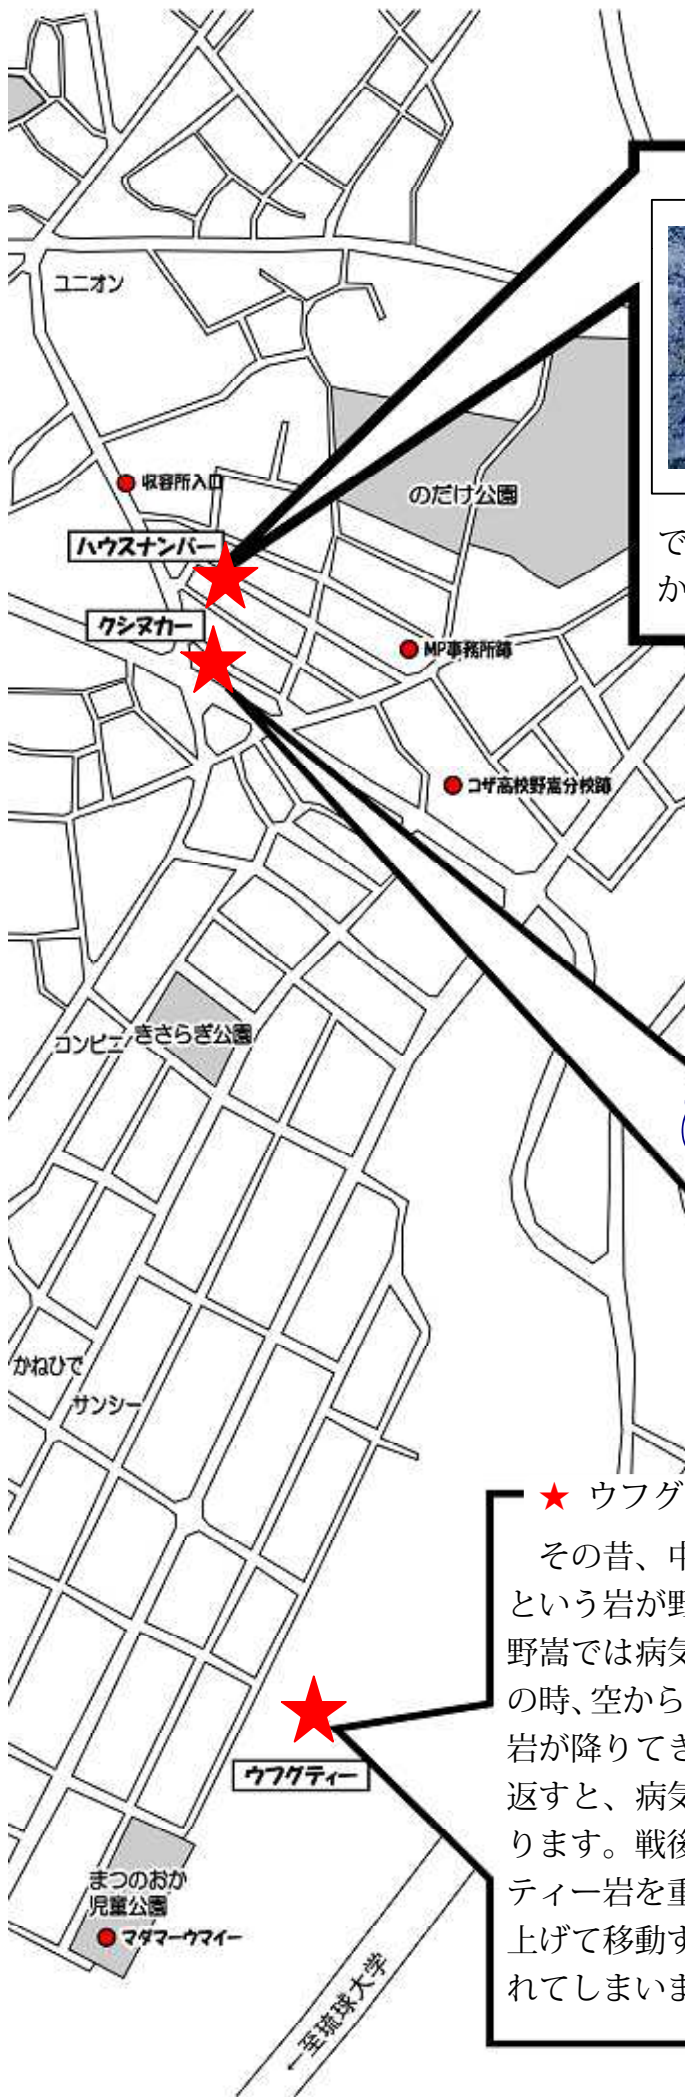 ユニオン
収容所入口
のだけ公園
ハウスナンバー
で
か
クシヌカー
MP事務所跡
コザ高校野嵩分校跡
コンビニ
きさらぎ公園
かねひで
サンシー
★ ウフグ
その昔、中
という岩が野
野嵩では病気
の時、空から
岩が降りてき
返すと、病気
ります。戦後
ティー岩を重
上げて移動す
れてしまいま
ウフグティー
まつのおか
児童公園
マダマーウマイー
←至琉球大学